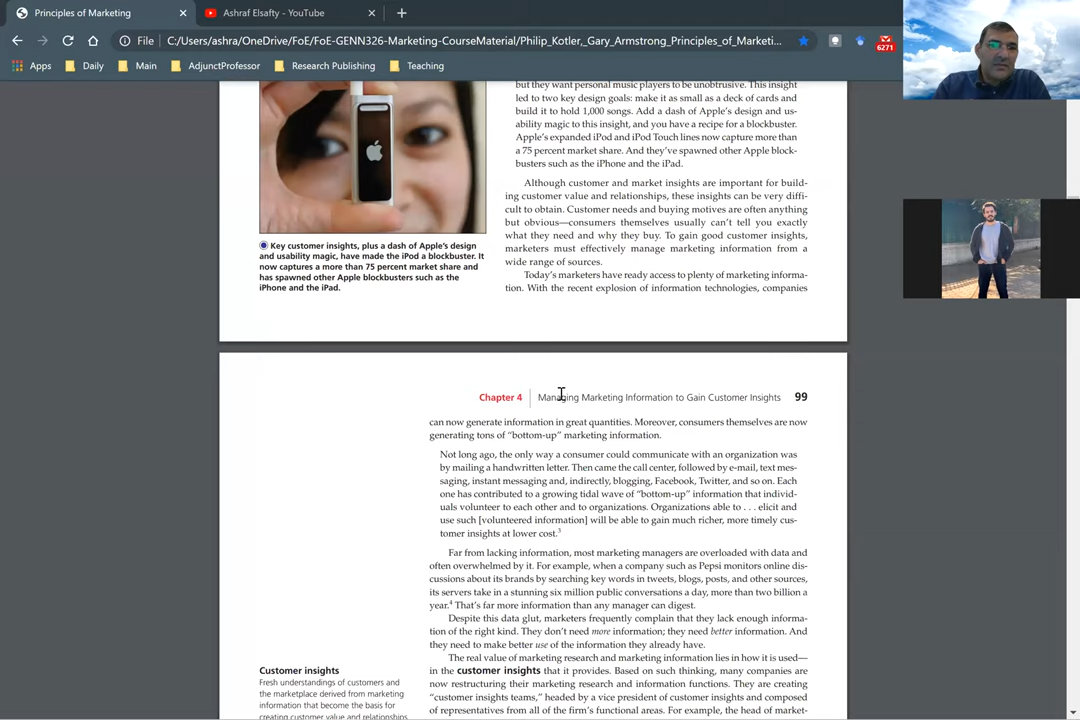 Principles of Marketing
Ashraf Elsafty - YouTube
File
C:/Users/ashra/OneDrive/FoE/FoE-GENN326-Marketing-CourseMaterial/Philip_Kotler,_Gary_Armstrong_Principles_of_Marketi...
6271
Apps
Daily
Main
AdjunctProfessor
Research Publishing
Teaching
but they want personal music players to be unobtrusive. This insight
led to two key design goals: make it as small as a deck of cards and
build it to hold 1,000 songs. Add a dash of Apple's design and us-
ability magic to this insight, and you have a recipe for a blockbuster.
Apple's expanded iPod and iPod Touch lines now capture more than
a 75 percent market share. And they've spawned other Apple block-
busters such as the iPhone and the iPad.
Although customer and market insights are important for build-
ing customer value and relationships, these insights can be very diffi-
cult to obtain. Customer needs and buying motives are often anything
but obvious—consumers themselves usually can't tell you exactly
what they need and why they buy. To gain good customer insights,
marketers must effectively manage marketing information from a
wide range of sources.
Today's marketers have ready access to plenty of marketing informa-
tion. With the recent explosion of information technologies, companies
Key customer insights, plus a dash of Apple's design
and usability magic, have made the iPod a blockbuster. It
now captures a more than 75 percent market share and
has spawned other Apple blockbusters such as the
iPhone and the iPad.
Chapter 4
Managing Marketing Information to Gain Customer Insights
99
can now generate information in great quantities. Moreover, consumers themselves are now
generating tons of "bottom-up" marketing information.
Not long ago, the only way a consumer could communicate with an organization was
by mailing a handwritten letter. Then came the call center, followed by e-mail, text mes-
saging, instant messaging and, indirectly, blogging, Facebook, Twitter, and so on. Each
one has contributed to a growing tidal wave of "bottom-up" information that individ-
uals volunteer to each other and to organizations. Organizations able to . . . elicit and
use such [volunteered information] will be able to gain much richer, more timely cus-
tomer insights at lower cost.3
Far from lacking information, most marketing managers are overloaded with data and
often overwhelmed by it. For example, when a company such as Pepsi monitors online dis-
cussions about its brands by searching key words in tweets, blogs, posts, and other sources,
its servers take in a stunning six million public conversations a day, more than two billion a
year.4 That's far more information than any manager can digest.
Despite this data glut, marketers frequently complain that they lack enough informa-
tion of the right kind. They don't need more information; they need better information. And
they need to make better use of the information they already have.
The real value of marketing research and marketing information lies in how it is used—
in the customer insights that it provides. Based on such thinking, many companies are
now restructuring their marketing research and information functions. They are creating
"customer insights teams," headed by a vice president of customer insights and composed
of representatives from all of the firm's functional areas. For example, the head of market-
Customer insights
Fresh understandings of customers and
the marketplace derived from marketing
information that become the basis for
creating customer value and relationships.